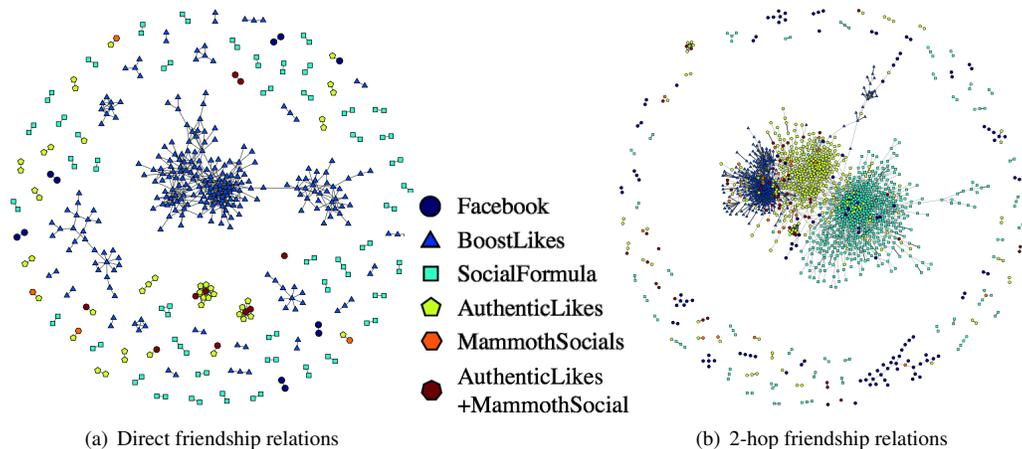 Facebook
BoostLikes
SocialFormula
AuthenticLikes
MammothSocials
AuthenticLikes
+MammothSocial
(a) Direct friendship relations
(b) 2-hop friendship relations